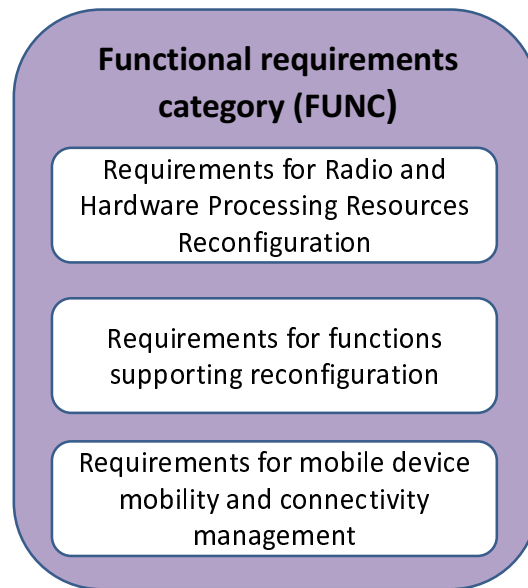 Functional requirements
category (FUNC)
Requirements for Radio and
Hardware Processing Resources
Reconfiguration
Requirements for functions
supporting reconfiguration
Requirements for mobile device
mobility and connectivity
management